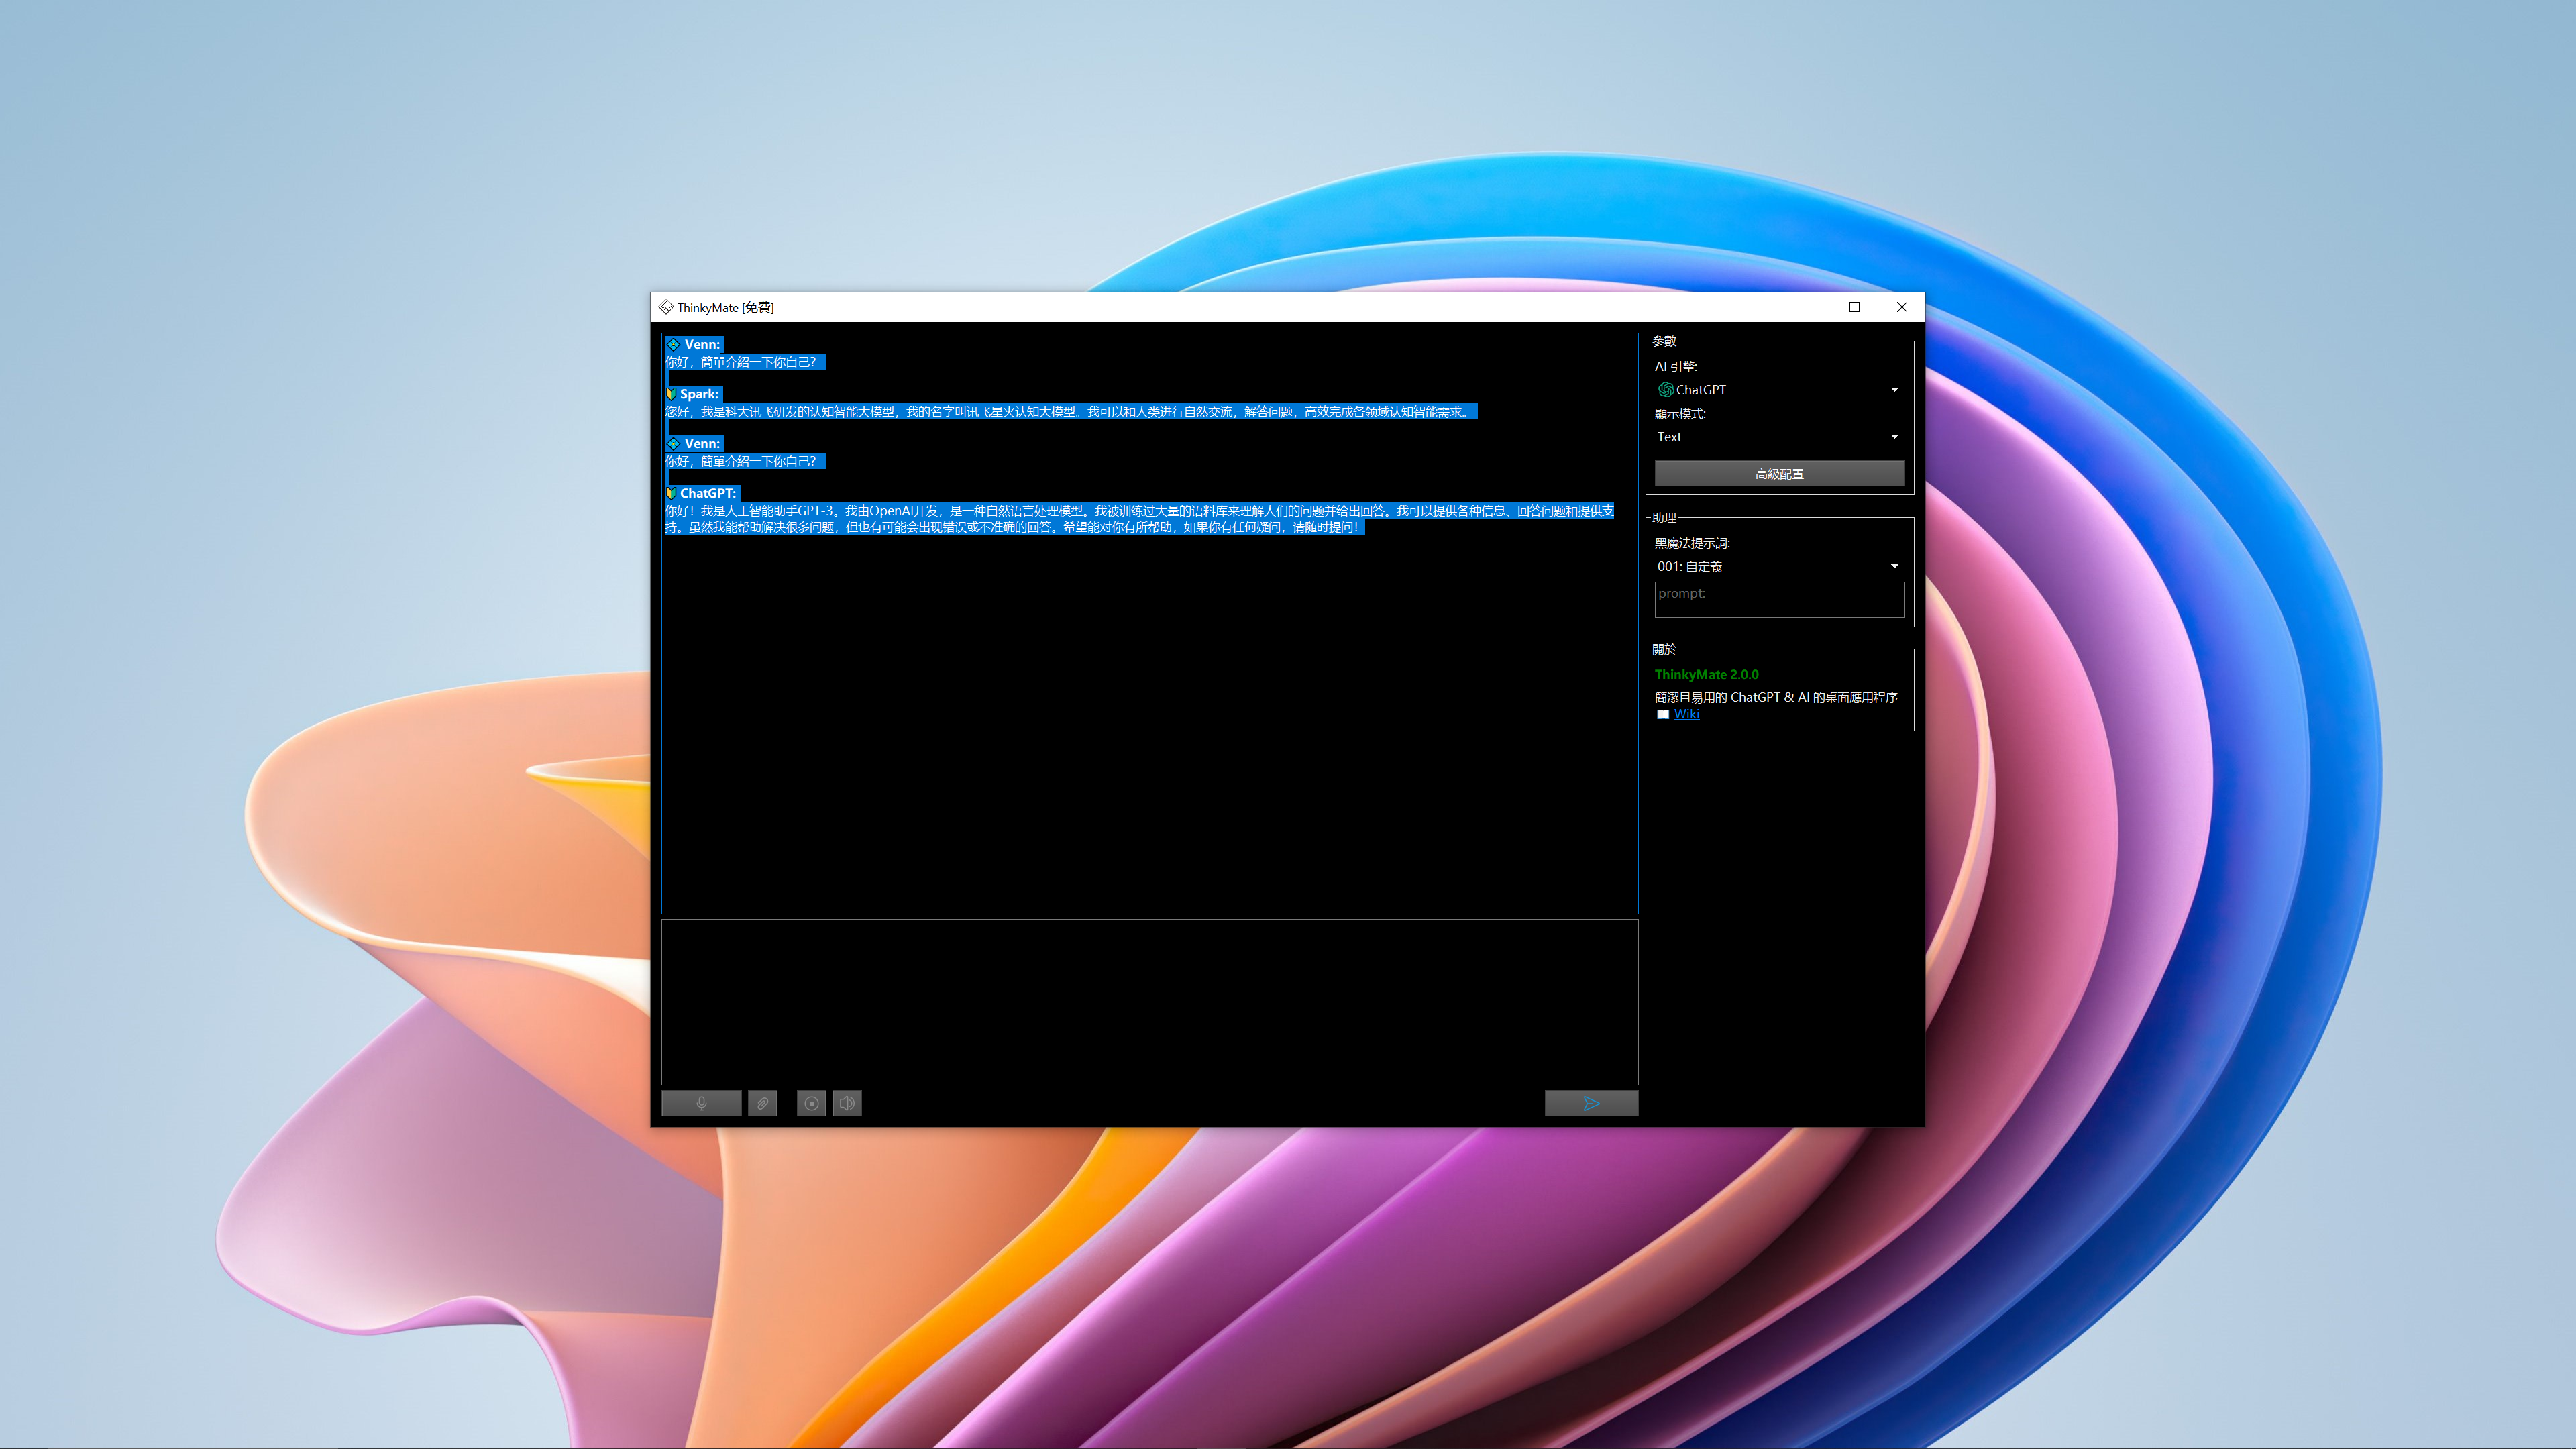 ThinkyMate [免費]
Venn:
你好，簡單介紹一下你自己？
Spark:
您好，我是科大讯飞研发的认知智能大模型，我的名字叫讯飞星火认知大模型。我可以和人类进行自然交流，解答问题，高效完成各领域认知智能需求。
Venn:
你好，簡單介紹一下你自己？
ChatGPT:
你好！我是人工智能助手GPT-3。我由OpenAI开发，是一种自然语言处理模型。我被训练过大量的语料库来理解人们的问题并给出回答。我可以提供各种信息、回答问题和提供支
持。虽然我能帮助解决很多问题，但也有可能会出现错误或不准确的回答。希望能对你有所帮助，如果你有任何疑问，请随时提问！
參數
AI 引擎:
ChatGPT
顯示模式:
Text
高級配置
助理
黑魔法提示詞:
001: 自定義
prompt:
關於
ThinkyMate 2.0.0
簡潔且易用的 ChatGPT & AI 的桌面應用程序
Wiki